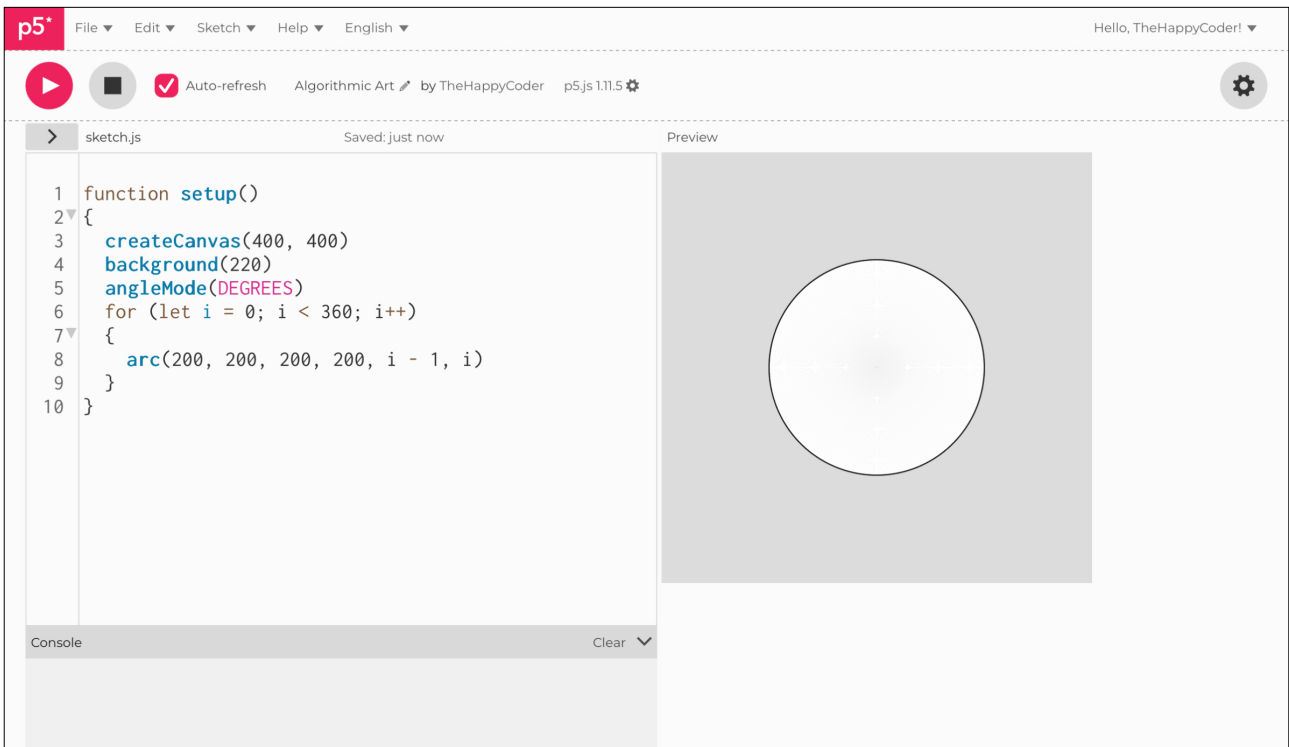 p5* File Edit Sketch Help English Hello, TheHappyCoder!
Auto-refresh Algorithmic Art by TheHappyCoder p5.js 1.11.5
sketch.js Saved: just now Preview
1 function setup()
2 {
3 createCanvas(400, 400)
4 background(220)
5 angleMode(DEGREES)
6 for (let i = 0; i < 360; i++)
7 {
8 arc(200, 200, 200, 200, i - 1, i)
9 }
10 }
Console Clear